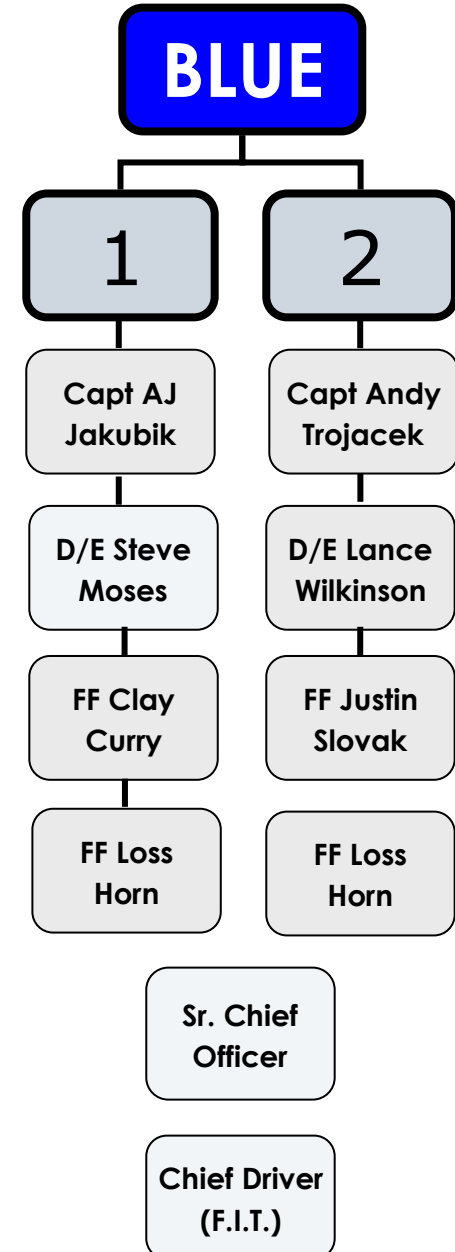 BLUE
1
2
Capt AJ
Jakubik
Capt Andy
Trojacek
D/E Steve
Moses
D/E Lance
Wilkinson
FF Clay
Curry
FF Justin
Slovak
FF Loss
Horn
FF Loss
Horn
Sr. Chief
Officer
Chief Driver
(F.I.T.)